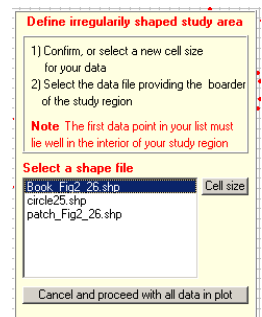 Define irregularily shaped study area
1) Confirm, or select a new cell size
for your data
2) Select the data file providing the boarder
of the study region
Note The first data point in your list must
lie well in the interior of your study region
Select a shape file
Book_Fig2_26.shp
Cell size
circle25.shp
patch_Fig2_26.shp
Cancel and proceed with all data in plot